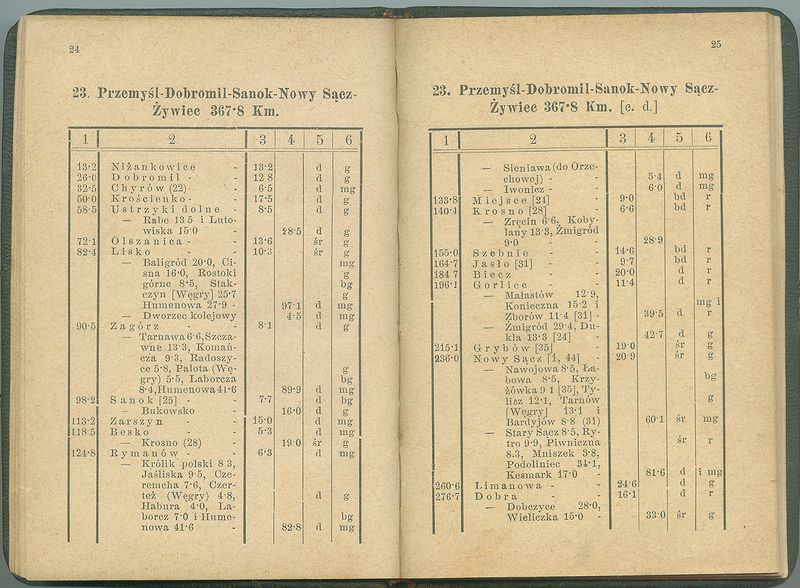 24
23. Przemyśl-Dobromil-Sanok-Nowy Sącz-
Żywiec 367·8 Km.
1 2 3 4 5 6
13·2 Niżankowice - 13·2 d g
26·0 Dobromil - - 12 8 d g
32·5 Chyrów (22) - 6·5 d mg
50·0 Krościenko - - 17·5 d g
58·5 Ustrzyki dolne - 8·5 d g
— Rabe 13 5 i Luto-
wiska 15·0 - 28·5 d g
72·1 Olszanica - - 13·6 śr g
82·4 Lisko - - 10·3 śr g
— Baligród 20·0, Ci- mg
sna 16·0, Rostoki g
górne 8·5, Stak- bg
czyn [Węgry] 25·7 g
Humenowa 27·9 - 97·1 d mg
— Dworzec kolejowy 4·5 d mg
90·5 Zagórz - - 8·1 d g
— Tarnawa 6·6, Szcza-
wne 13·3, Komań-
cza 9·3, Radoszy-
ce 5·8, Palota (Wę- g
gry) 5·5, Laborcza bg
8·4, Humenowa 41·6 89·9 d mg
98·2 Sanok [25] - 7·7 d bg
- Bukowsko - 16·0 d g
113·2 Zarszyn - - 15·0 d mg
118·5 Besko - - 5·3 d mg
— Krosno (28) - 19·0 śr g
124·8 Rymanów - - 6·3 d mg
— Królik polski 8 3,
Jaśliska 9·5, Cze-
remcha 7·6, Czer-
też (Węgry) 4·8, d g
Habura 4·0, La-
borcz 7·0 i Hume- bg
nowa 41·6 - 82·8 d mg
25
23. Przemyśl-Dobromil-Sanok-Nowy Sącz-
Żywiec 367·8 Km. [c. d.]
1 2 3 4 5 6
— Sieniawa (do Orze-
chowej) - - 5·4 d mg
— Iwonicz - - 6·0 d mg
133·8 Miejsce [24] - 9·0 bd r
140·4 Krosno [28] - 6·6 bd r
— Zręcin 6·6, Koby-
lany 13·3, Żmigród
9·0 - - 28·9
155·0 Szebnie - - 14·6 bd r
164·7 Jasło [31] - - 9·7 bd r
184 7 Biecz - - 20·0 d r
196·1 Gorlice - - 11·4 d r
— Małastów 12·9,
Konieczna 15·2 i mg i
Zborów 11·4 [31] - 39·5 d r
— Żmigród 29·4, Du-
kla 13·3 [24] - 42·7 d g
215·1 Grybów [35] - 19 0 śr g
236·0 Nowy Sącz [1, 44] - 20·9 śr g
— Nawojowa 8·5, Ła-
bowa 8·5, Krzy- bg
żówka 9 1 [35], Ty-
licz 12·1, Tarnów g
[Węgry] 13·1 i
Bardyjów 8·8 (31) 60·1 śr mg
— Stary Sącz 8·5, Ry-
tro 9·9, Piwniczna śr r
8.3, Mniszek 3·8,
Podoliniec 34·1,
Kesmark 17·0 - 81·6 d i mg
260·6 Limanowa - - 24·6 d g
276·7 Dobra - - 16·1 d r
— Dobczyce 28·0,
Wieliczka 15·0 - 33·0 śr g